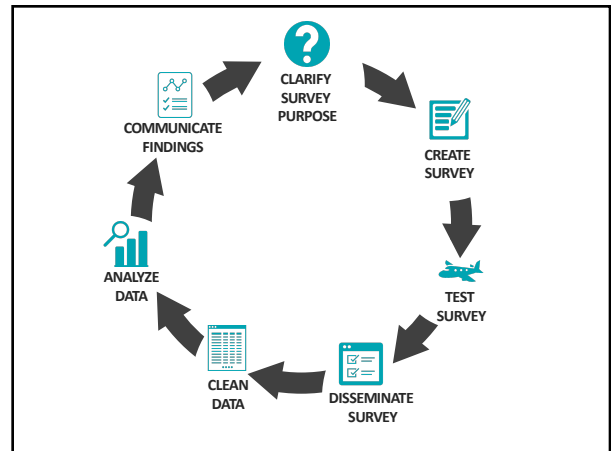 CLARIFY
SURVEY
PURPOSE
CREATE
SURVEY
TEST
SURVEY
DISSEMINATE
SURVEY
CLEAN
DATA
ANALYZE
DATA
COMMUNICATE
FINDINGS